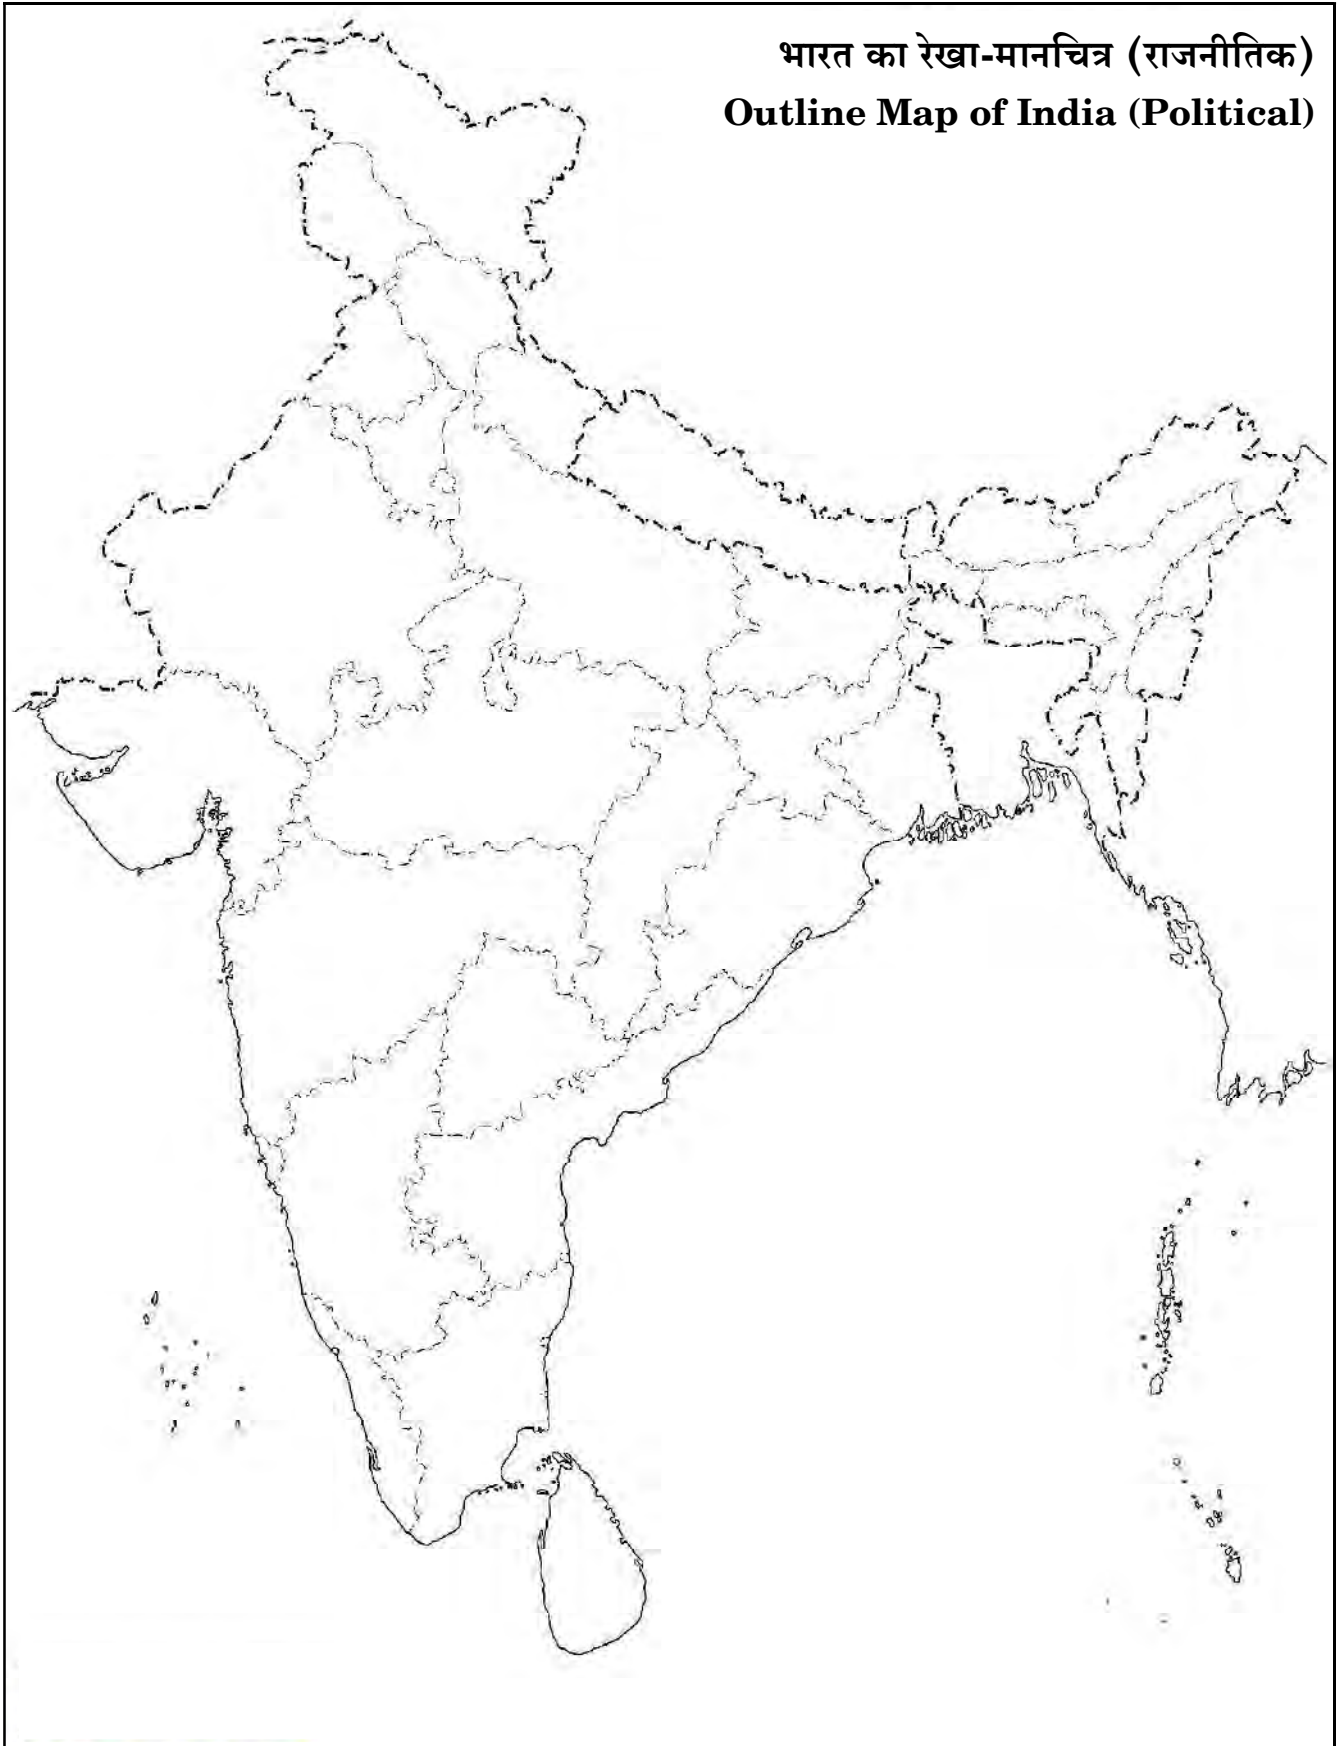 भारत का रेखा-मानचित्र (राजनीतिक)
Outline Map of India (Political)